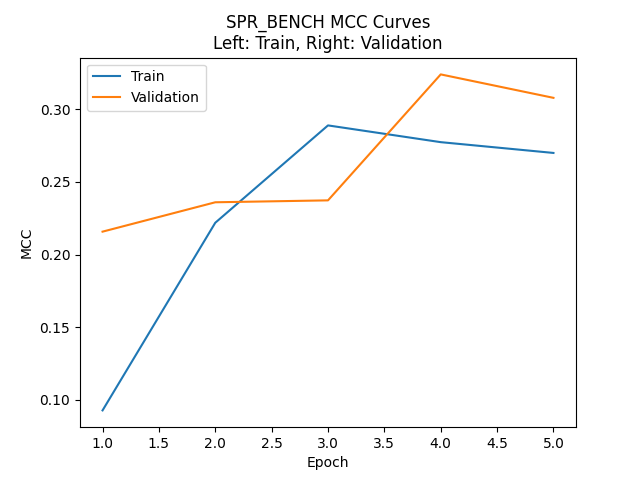 SPR_BENCH MCC Curves
Left: Train, Right: Validation
Train
Validation
0.30
0.25
0.20
0.15
0.10
MCC
1.0 1.5 2.0 2.5 3.0 3.5 4.0 4.5 5.0
Epoch